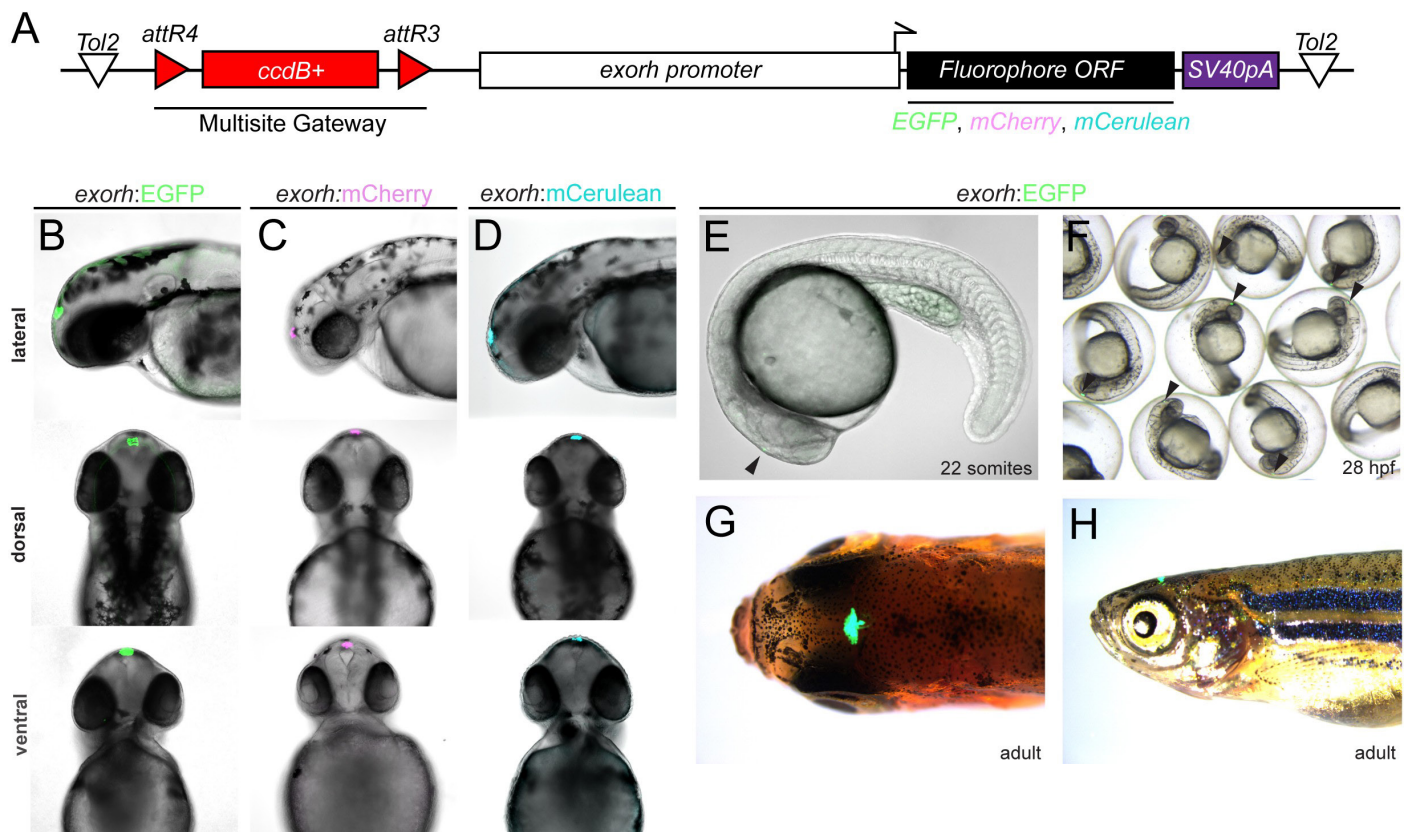 A
Tol2
attR4
ccdB+
attR3
exorh promoter
Fluorophore ORF
SV40pA
Tol2
Multisite Gateway
EGFP, mCherry, mCerulean
exorh:EGFP
exorh:mCherry
exorh:mCerulean
exorh:EGFP
lateral
B
C
D
E
22 somites
F
28 hpf
dorsal
G
adult
H
adult
ventral